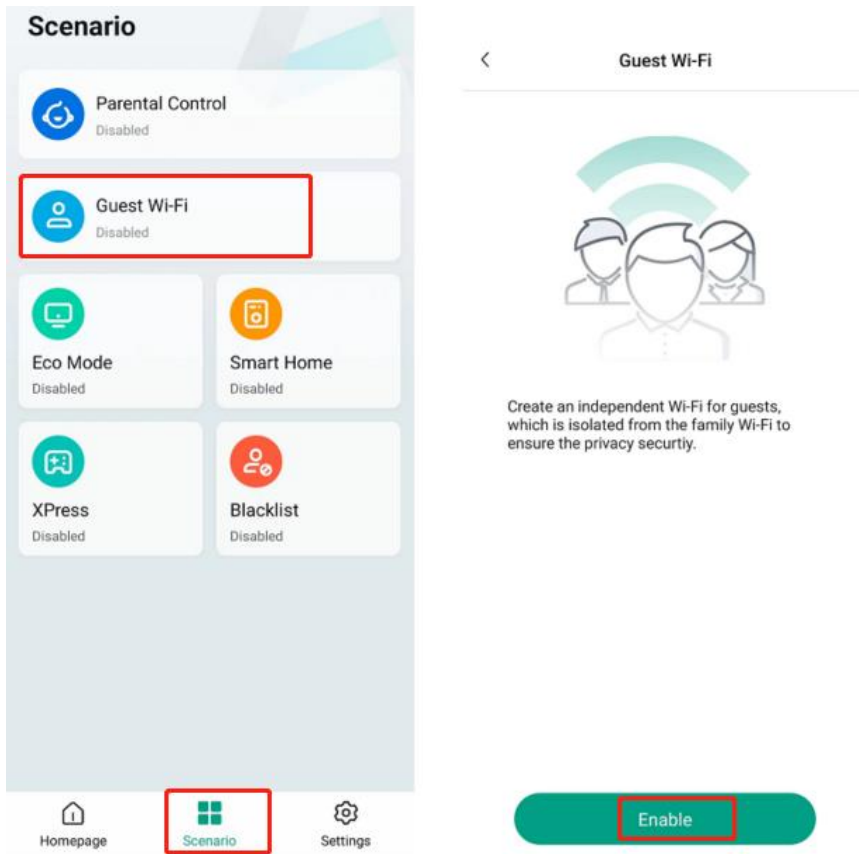 Scenario
Parental Control
Disabled
Guest Wi-Fi
Disabled
Eco Mode
Disabled
Smart Home
Disabled
XPress
Disabled
Blacklist
Disabled
Homepage
Scenario
Settings
Guest Wi-Fi
Create an independent Wi-Fi for guests,
which is isolated from the family Wi-Fi to
ensure the privacy securtiy.
Enable